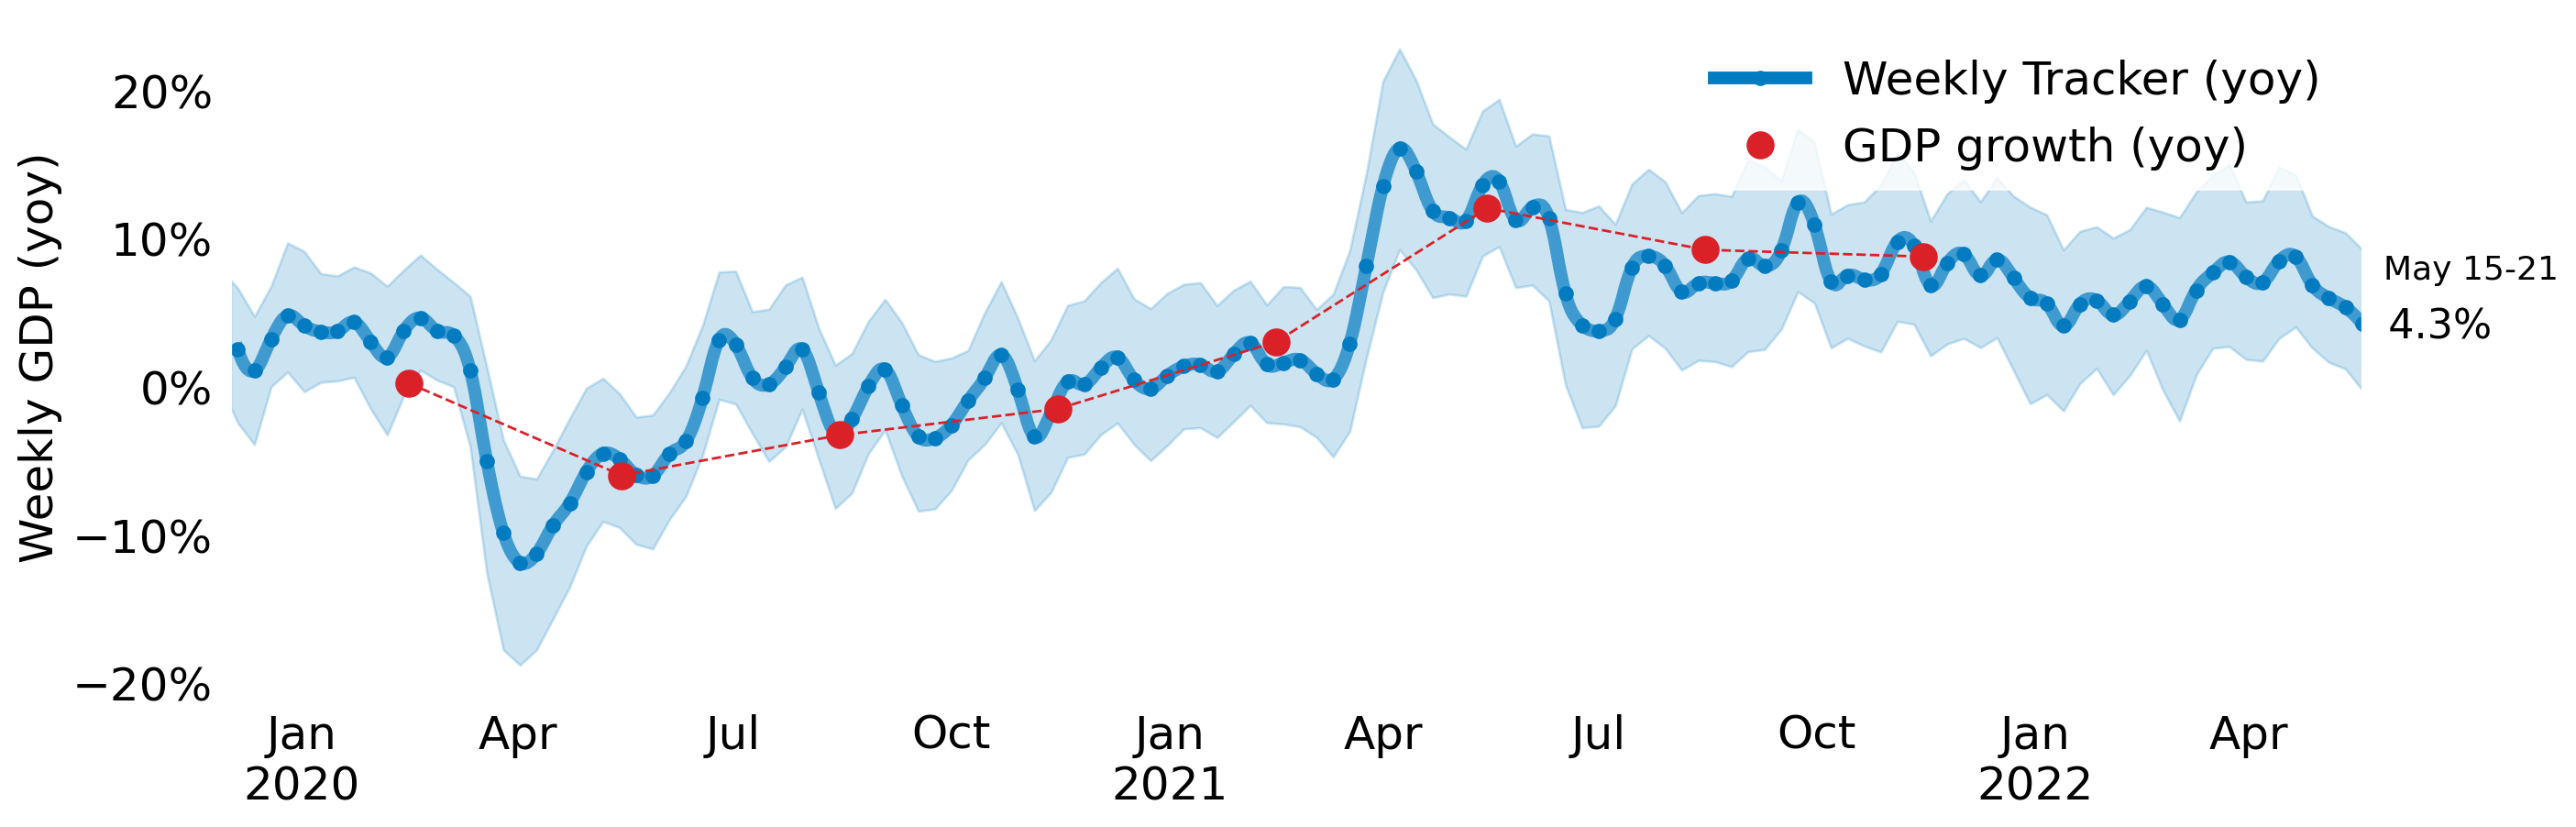 Weekly Tracker (yoy)
GDP growth (yoy)
Weekly GDP (yoy)
20%
10%
0%
−10%
−20%
May 15-21
4.3%
Jan Apr Jul Oct Jan Apr Jul Oct Jan Apr
2020 2021 2022